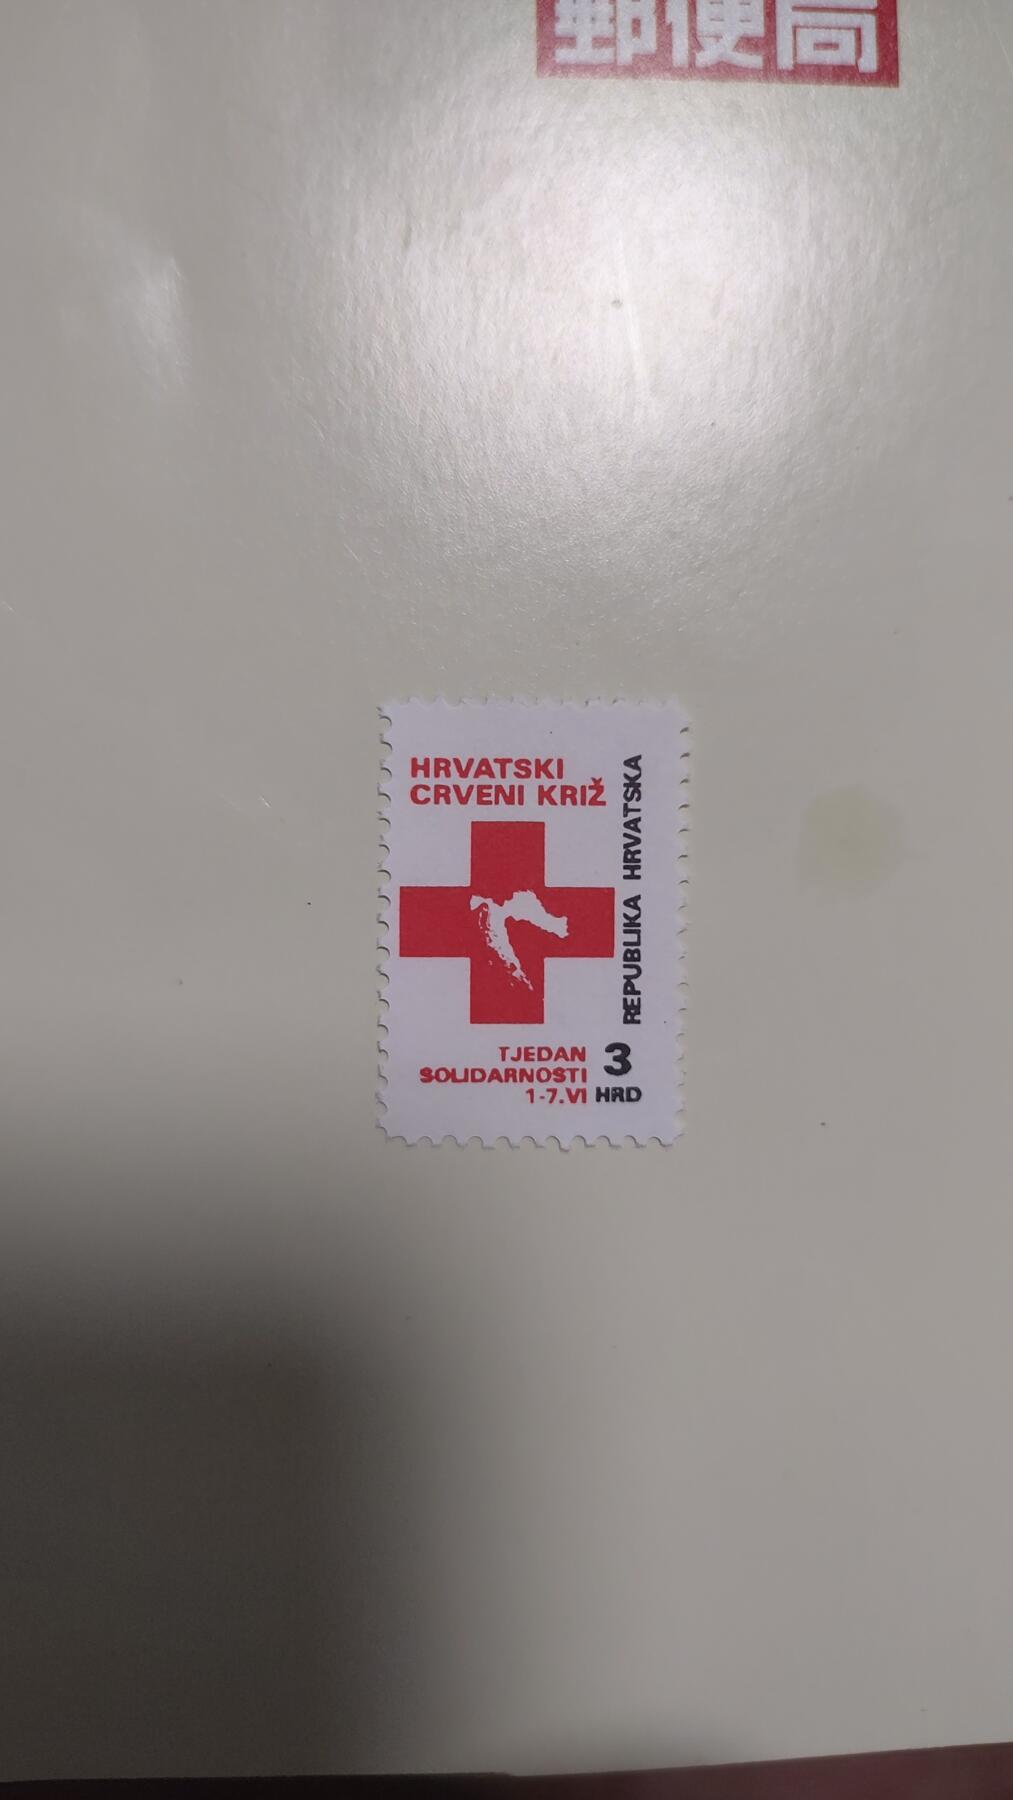 郵便局
HRVATSKI
CRVENI KRIŽ
REPUBLIKA HRVATSKA
TJEDAN
SOLIDARNOSTI
1-7.VI
3
HRD